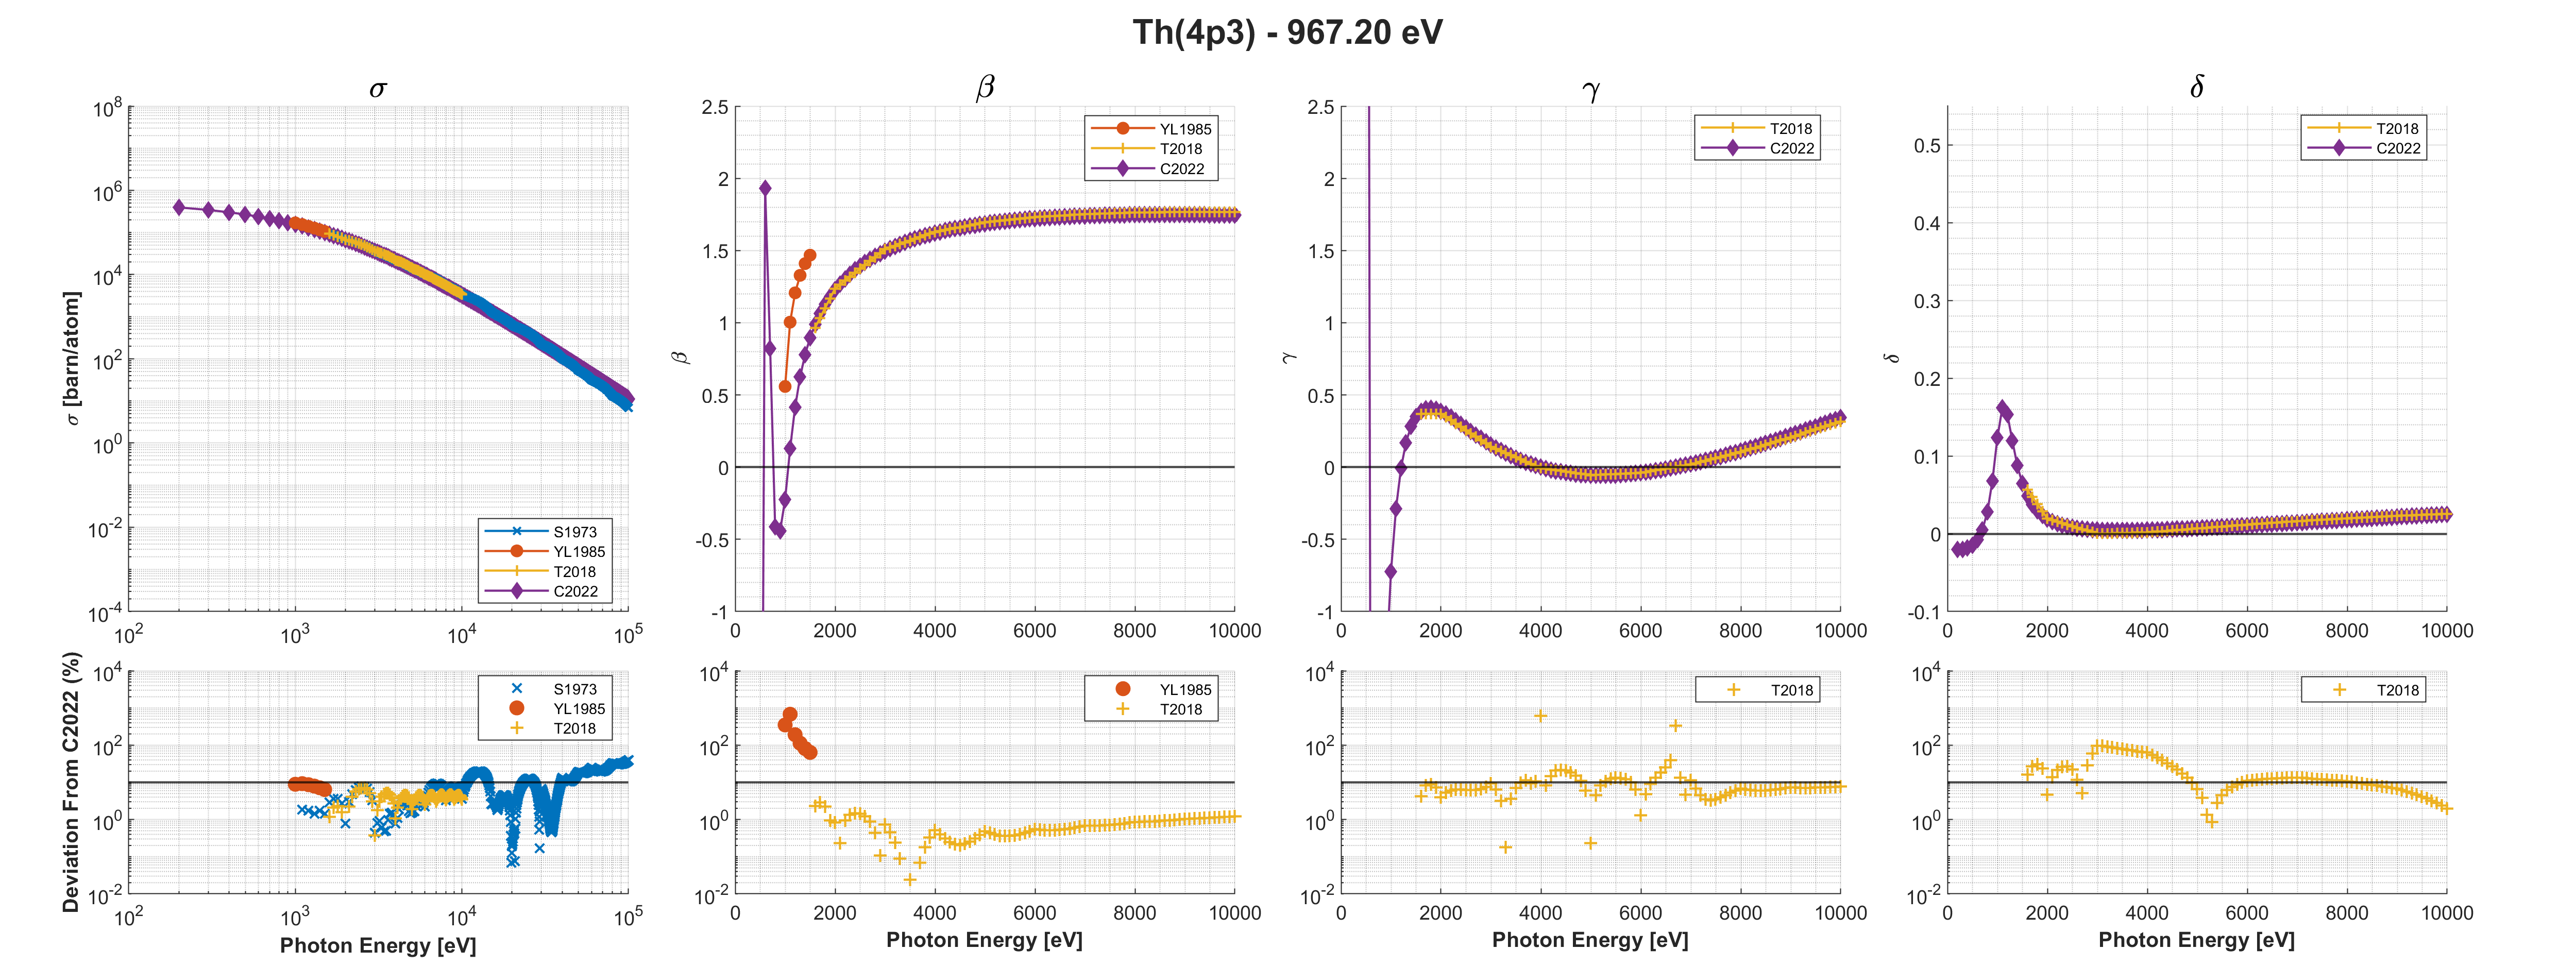 Th(4p3) - 967.20 eV
σ
10^8
10^6
10^4
10^2
10^0
10^-2
10^-4
10^2
10^3
10^4
10^5
σ [barn/atom]
S1973
YL1985
T2018
C2022
β
2.5
2
1.5
1
0.5
0
-0.5
-1
0
2000
4000
6000
8000
10000
β
YL1985
T2018
C2022
γ
2.5
2
1.5
1
0.5
0
-0.5
-1
0
2000
4000
6000
8000
10000
γ
T2018
C2022
δ
0.5
0.4
0.3
0.2
0.1
0
-0.1
0
2000
4000
6000
8000
10000
δ
T2018
C2022
Deviation From C2022 (%)
10^4
10^2
10^0
10^-2
10^2
10^3
10^4
10^5
Photon Energy [eV]
S1973
YL1985
T2018
10^4
10^2
10^0
10^-2
0
2000
4000
6000
8000
10000
Photon Energy [eV]
YL1985
T2018
10^4
10^2
10^0
10^-2
0
2000
4000
6000
8000
10000
Photon Energy [eV]
T2018
10^4
10^2
10^0
10^-2
0
2000
4000
6000
8000
10000
Photon Energy [eV]
T2018